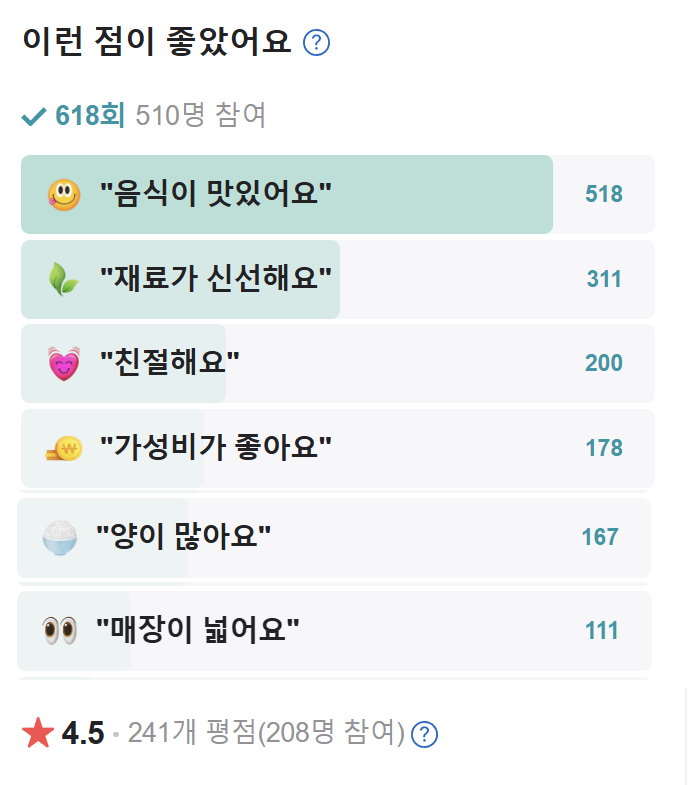 이런 점이 좋았어요 ?
618회 510명 참여
"음식이 맛있어요" 518
"재료가 신선해요" 311
"친절해요" 200
"가성비가 좋아요" 178
"양이 많아요" 167
"매장이 넓어요" 111
4.5 · 241개 평점(208명 참여) ?